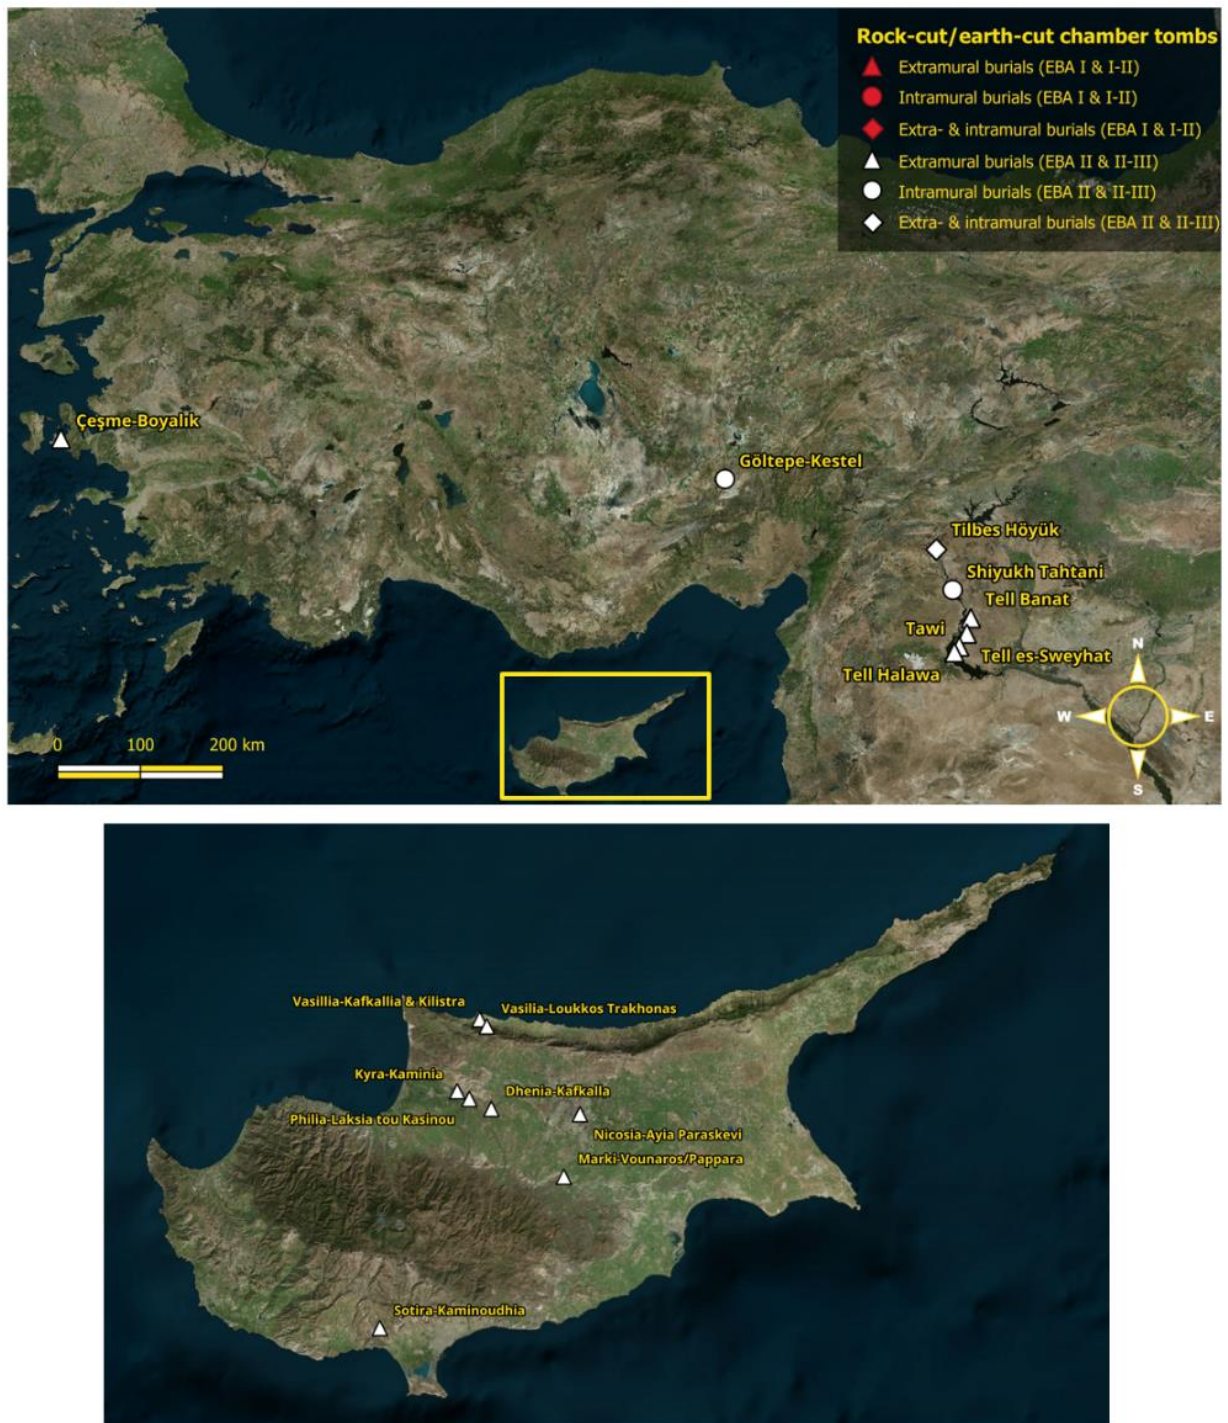 Rock-cut/earth-cut chamber tombs
Extramural burials (EBA I & I-II)
Intramural burials (EBA I & I-II)
Extra- & intramural burials (EBA I & I-II)
Extramural burials (EBA II & II-III)
Intramural burials (EBA II & II-III)
Extra- & intramural burials (EBA II & II-III)
Çeşme-Boyalık
Göltepe-Kestel
Tilbes Höyük
Shiyukh Tahtani
Tell Banat
Tawi
Tell es-Sweyhat
Tell Halawa
N
W E
S
0 100 200 km
Vasillia-Kafkallia & Kilistra
Vasilia-Loukkos Trakhonas
Kyra-Kaminia
Dhenia-Kafkalla
Philia-Laksia tou Kasinou
Nicosia-Ayia Paraskevi
Marki-Vounaros/Pappara
Sotira-Kaminoudhia